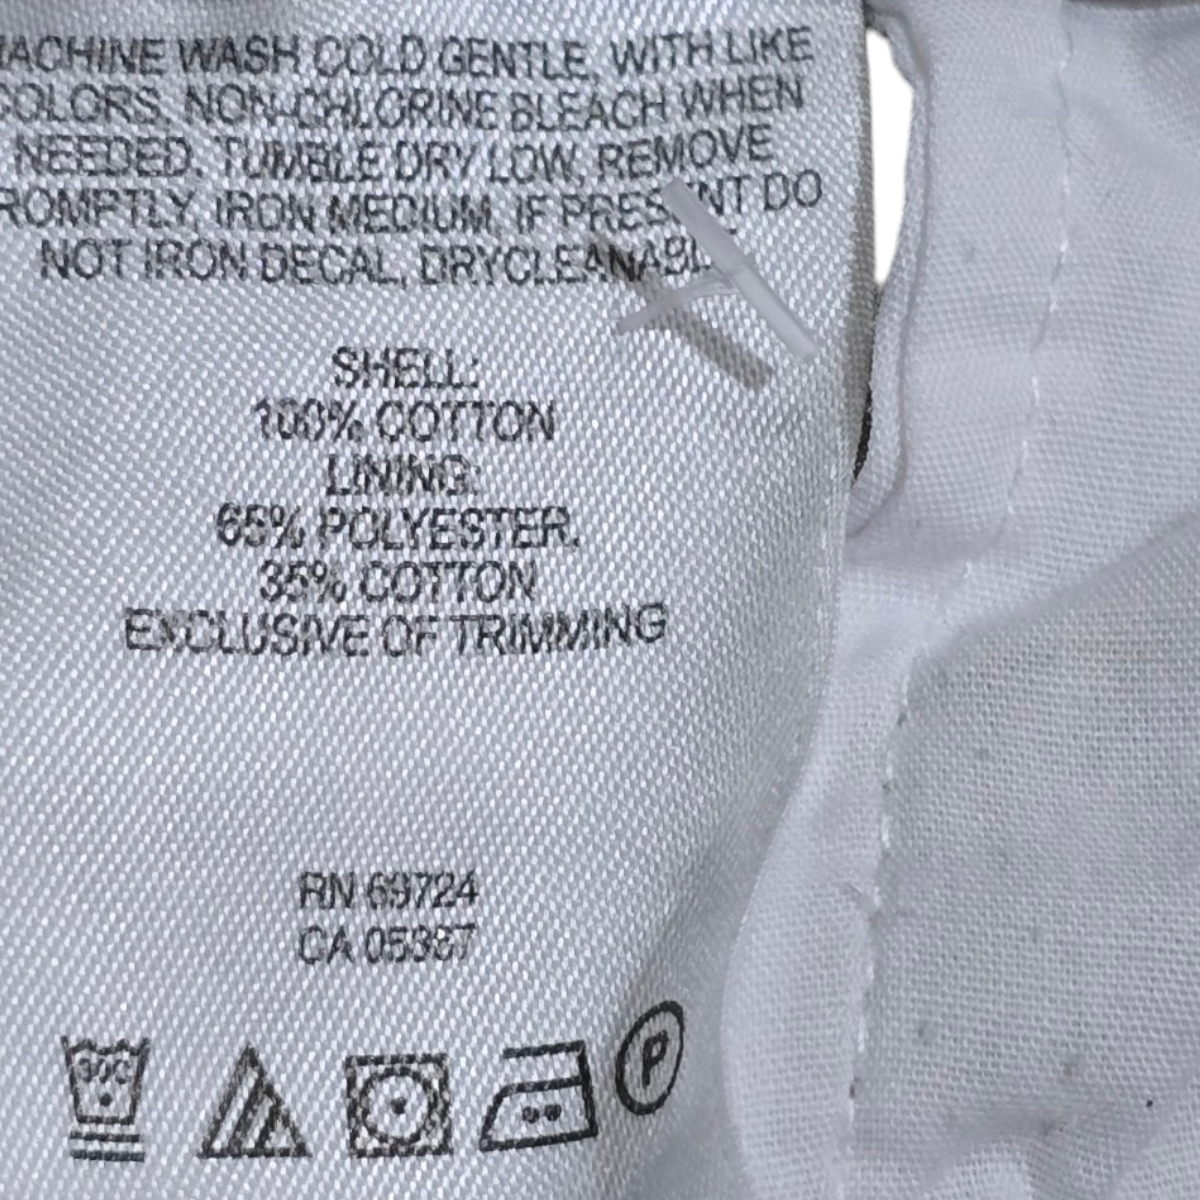 MACHINE WASH COLD GENTLE, WITH LIKE
COLORS, NON-CHLORINE BLEACH WHEN
NEEDED, TUMBLE DRY LOW, REMOVE
PROMPTLY, IRON MEDIUM, IF PRESENT DO
NOT IRON DECAL, DRYCLEANABLE
SHELL:
100% COTTON
LINING:
65% POLYESTER,
35% COTTON
EXCLUSIVE OF TRIMMING
RN 69724
CA 05387
30C
P